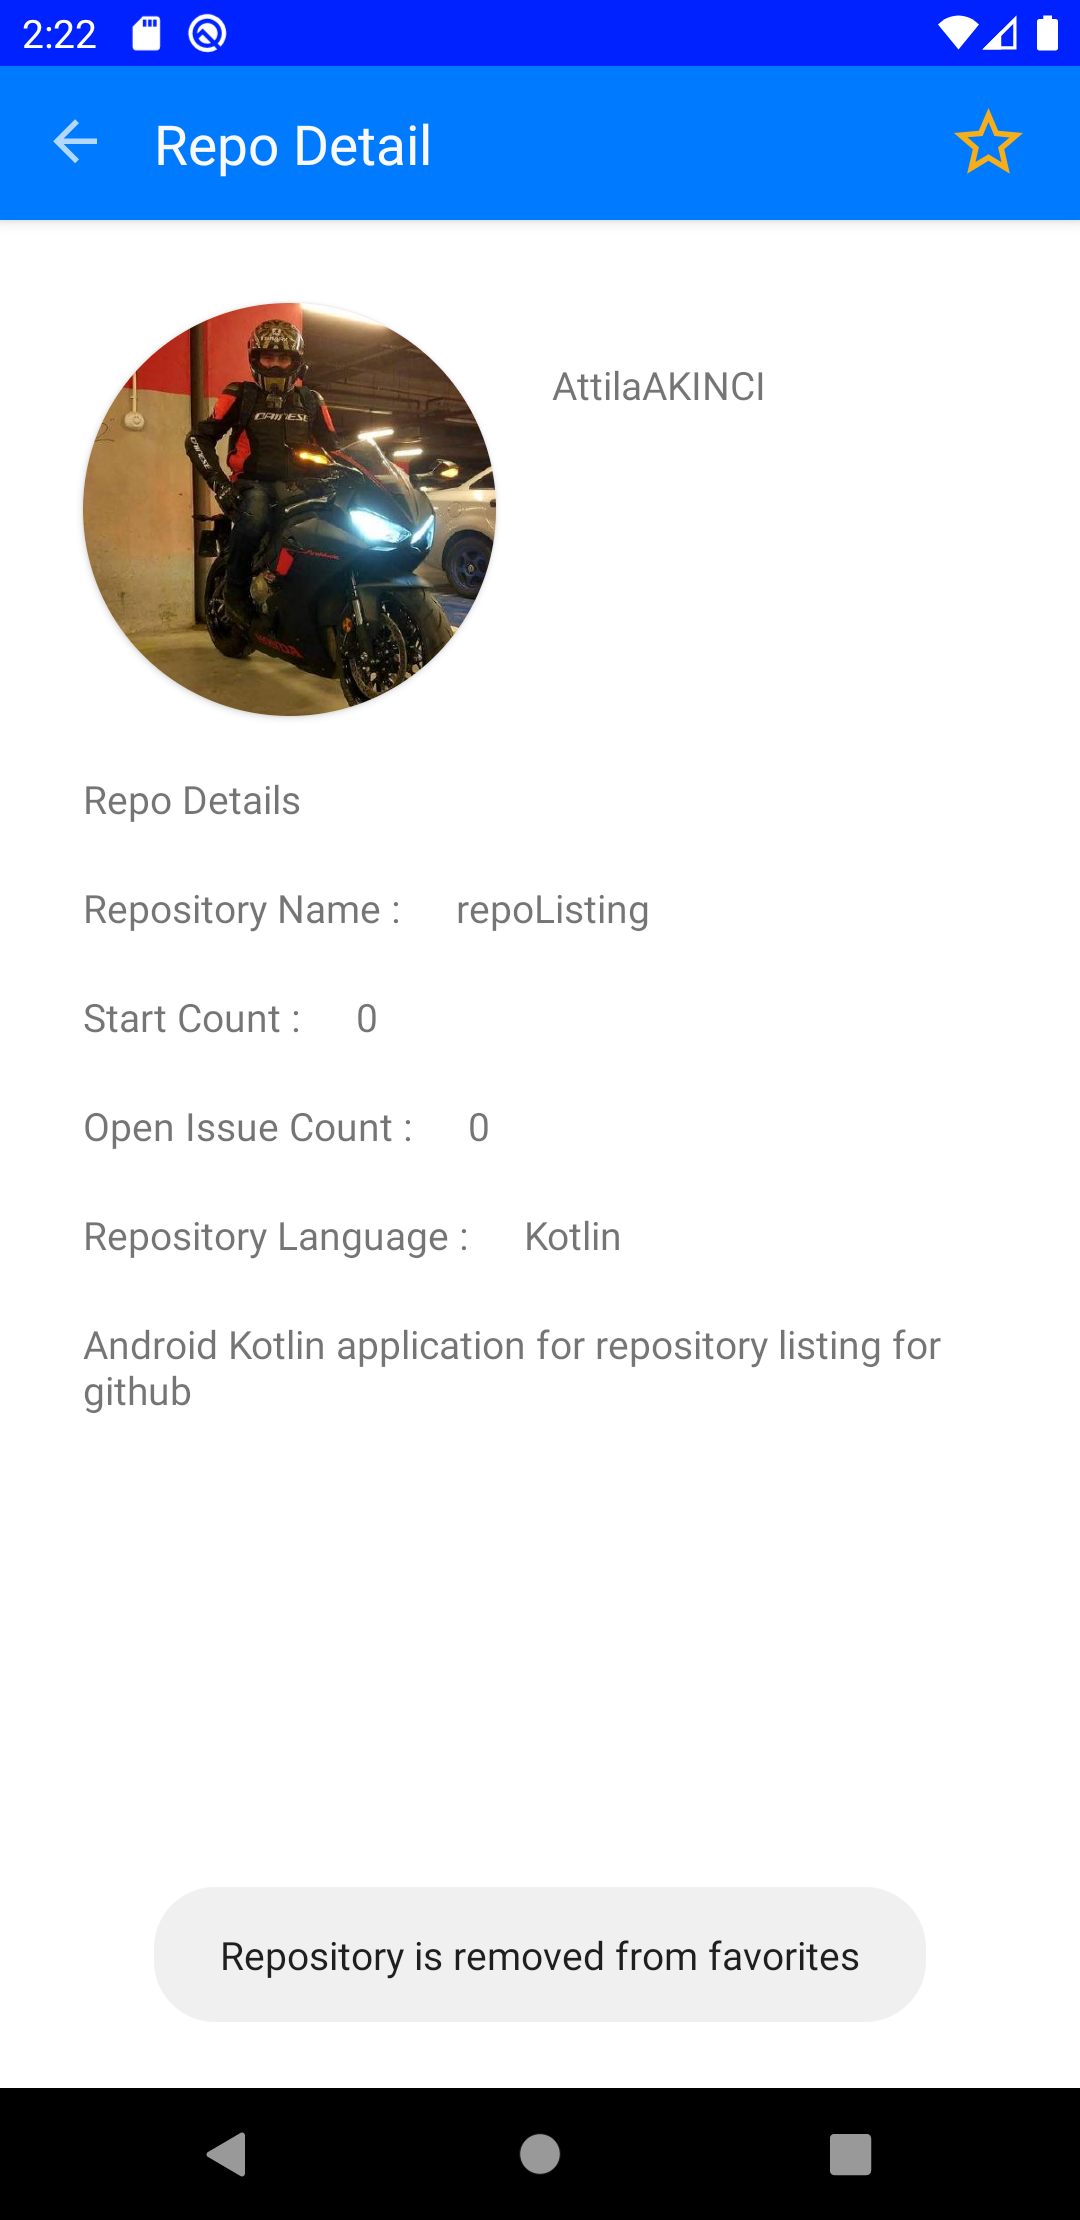 2:22
Repo Detail
AttilaAKINCI
Repo Details
Repository Name : repoListing
Start Count : 0
Open Issue Count : 0
Repository Language : Kotlin
Android Kotlin application for repository listing for
github
Repository is removed from favorites